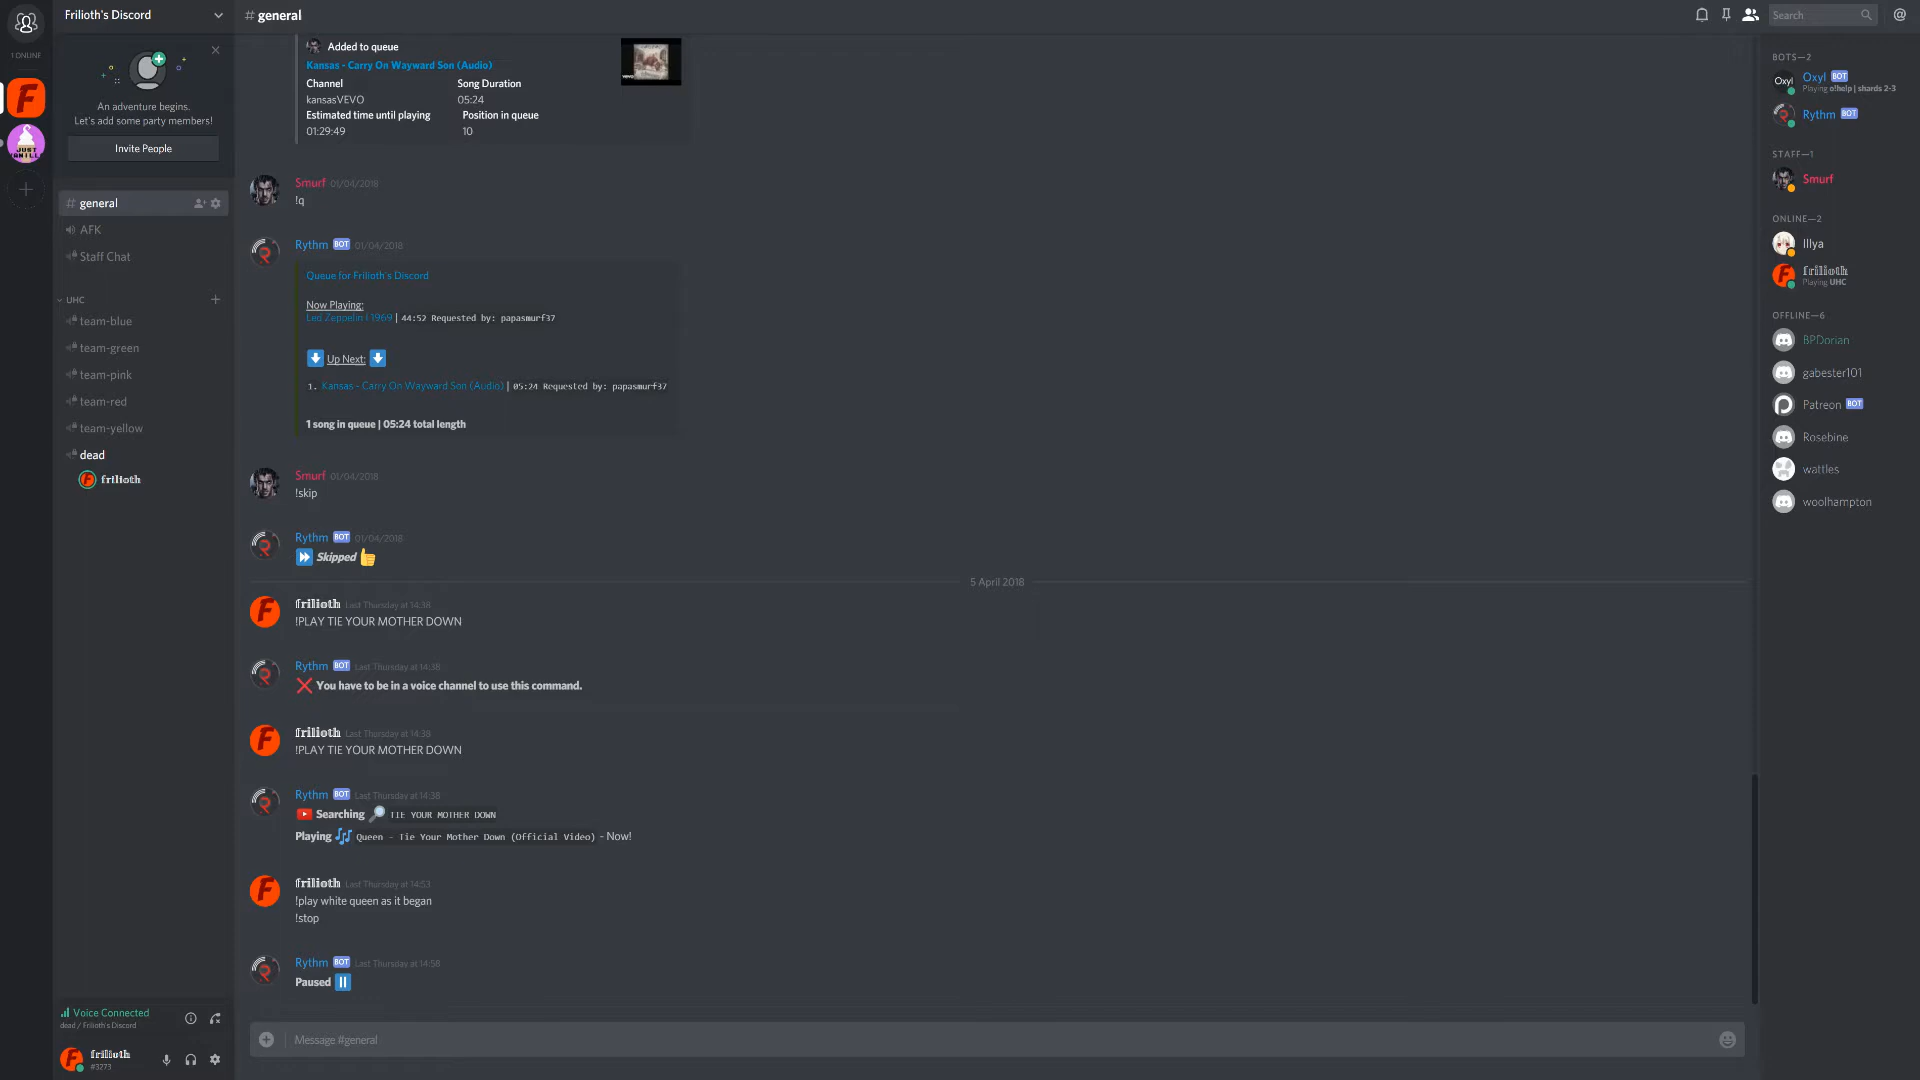 Frilioth's Discord
1 ONLINE
An adventure begins.
Let's add some party members!
Invite People
# general
AFK
Staff Chat
UHC
team-blue
team-green
team-pink
team-red
team-yellow
dead
frilioth
Voice Connected
dead / Frilioth's Discord
frilioth
#3273
# general
Search
Added to queue
Kansas - Carry On Wayward Son (Audio)
Channel Song Duration
kansasVEVO 05:24
Estimated time until playing Position in queue
01:29:49 10
Smurf 01/04/2018
!q
Rythm BOT 01/04/2018
Queue for Frilioth's Discord
Now Playing:
Led Zeppelin I 1969 | 44:52 Requested by: papasmurf37
Up Next:
1. Kansas - Carry On Wayward Son (Audio) | 05:24 Requested by: papasmurf37
1 song in queue | 05:24 total length
Smurf 01/04/2018
!skip
Rythm BOT 01/04/2018
Skipped
5 April 2018
frilioth Last Thursday at 14:38
!PLAY TIE YOUR MOTHER DOWN
Rythm BOT Last Thursday at 14:38
You have to be in a voice channel to use this command.
frilioth Last Thursday at 14:38
!PLAY TIE YOUR MOTHER DOWN
Rythm BOT Last Thursday at 14:38
Searching TIE YOUR MOTHER DOWN
Playing Queen - Tie Your Mother Down (Official Video) - Now!
frilioth Last Thursday at 14:53
!play white queen as it began
!stop
Rythm BOT Last Thursday at 14:58
Paused
Message #general
BOTS—2
Oxyl BOT
Playing o!help | shards 2-3
Rythm BOT
STAFF—1
Smurf
ONLINE—2
Illya
frilioth
Playing UHC
OFFLINE—6
BPDorian
gabester101
Patreon BOT
Rosebine
wattles
woolhampton